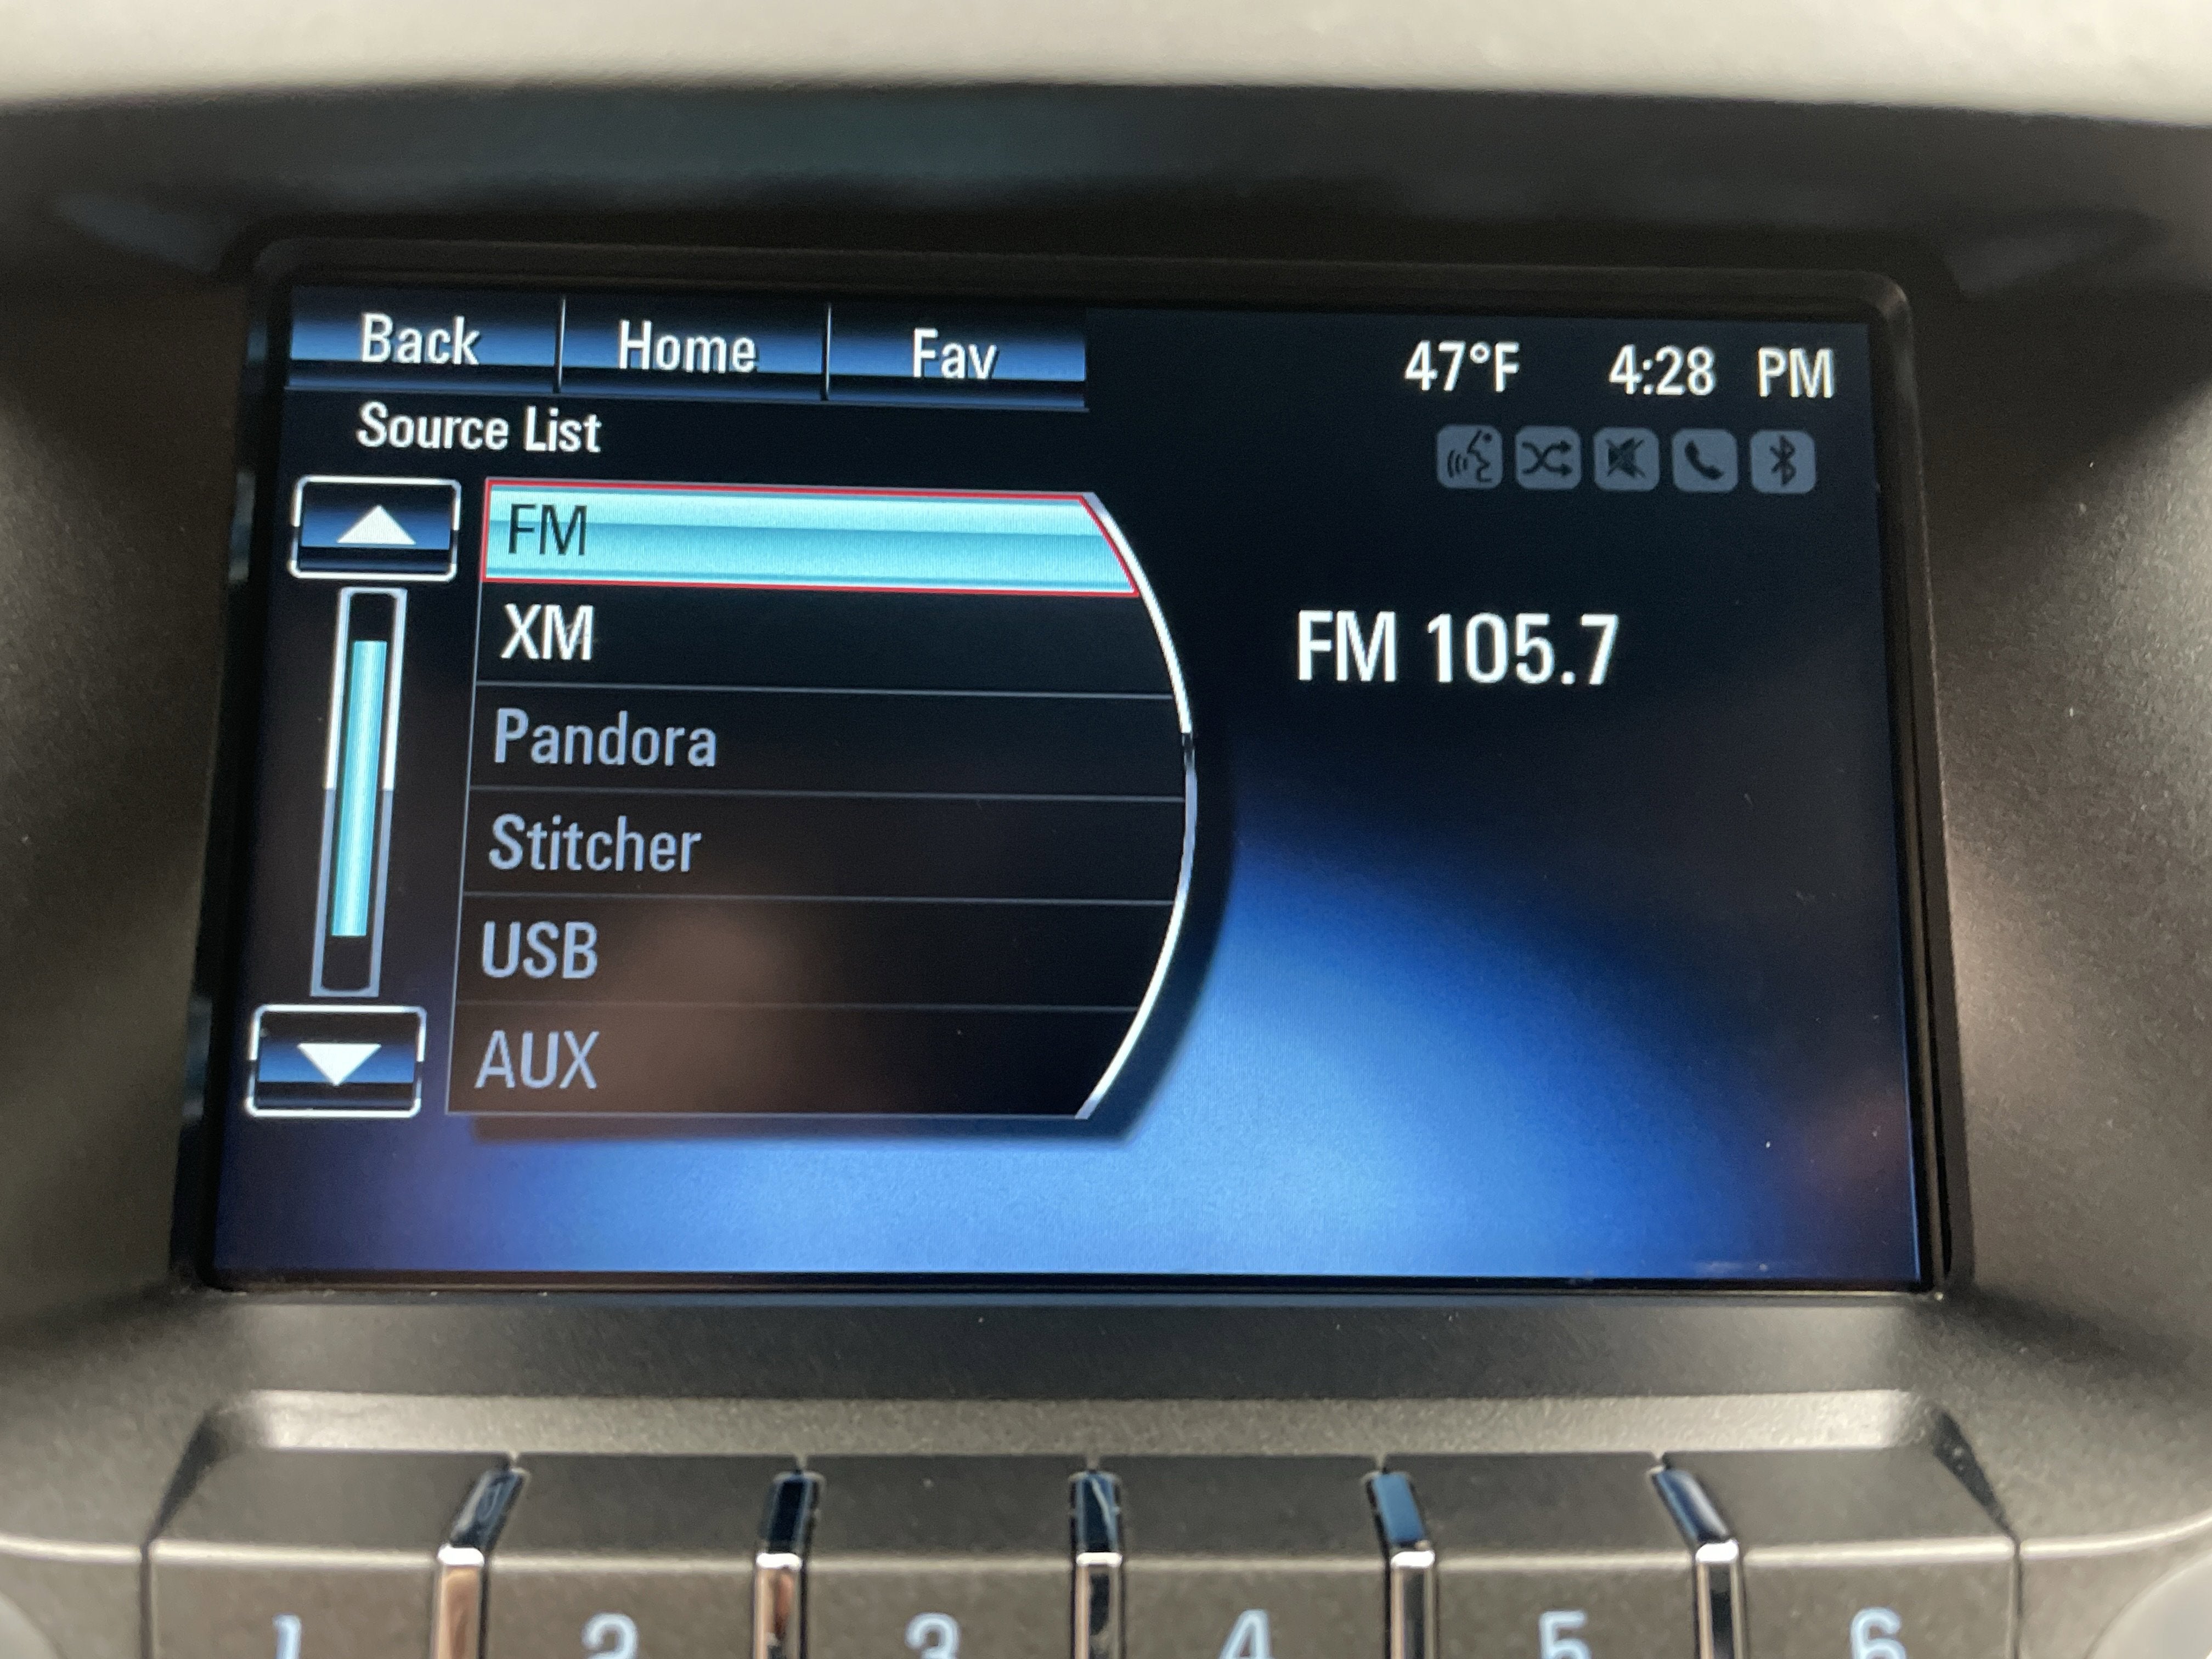 Back Home Fav 47°F 4:28 PM
Source List
FM
XM
Pandora
Stitcher
USB
AUX
FM 105.7
1 2 3 4 5 6